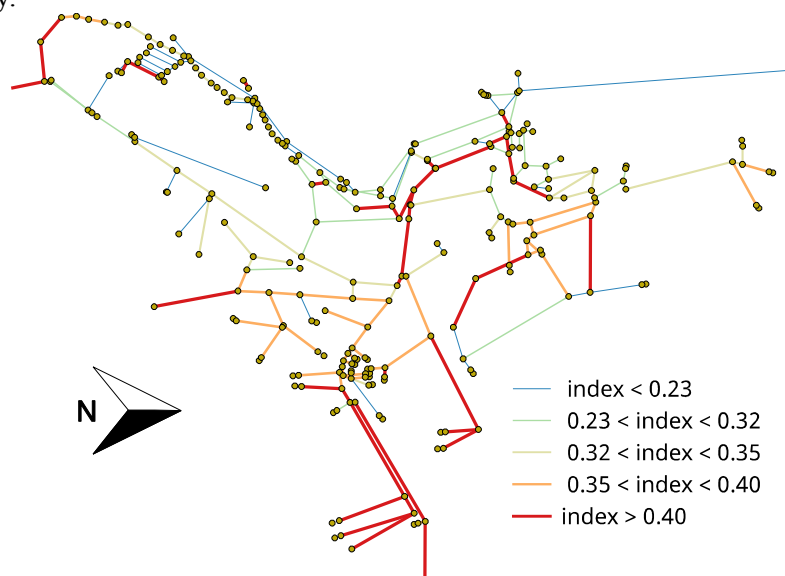 y.
N
index < 0.23
0.23 < index < 0.32
0.32 < index < 0.35
0.35 < index < 0.40
index > 0.40